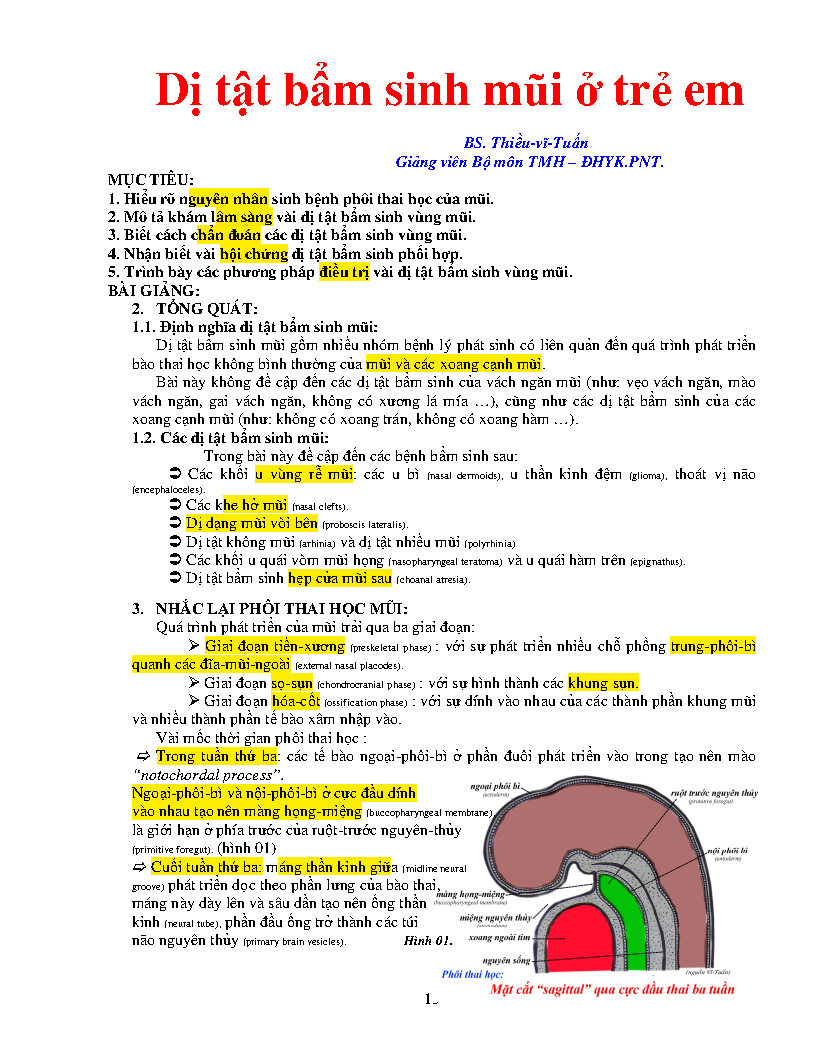 Dị tật bẩm sinh mũi ở trẻ em
BS. Thiều-vĩ-Tuấn
Giảng viên Bộ môn TMH – ĐHYK.PNT.
MỤC TIÊU:
1. Hiểu rõ nguyên nhân sinh bệnh phôi thai học của mũi.
2. Mô tả khám lâm sàng vài dị tật bẩm sinh vùng mũi.
3. Biết cách chẩn đoán các dị tật bẩm sinh vùng mũi.
4. Nhận biết vài hội chứng dị tật bẩm sinh phối hợp.
5. Trình bày các phương pháp điều trị vài dị tật bẩm sinh vùng mũi.
BÀI GIẢNG:
2. TỔNG QUÁT:
1.1. Định nghĩa dị tật bẩm sinh mũi:
Dị tật bẩm sinh mũi gồm nhiều nhóm bệnh lý phát sinh có liên quản đến quá trình phát triển
bào thai học không bình thường của mũi và các xoang cạnh mũi.
Bài này không đề cập đến các dị tật bẩm sinh của vách ngăn mũi (như: vẹo vách ngăn, mào
vách ngăn, gai vách ngăn, không có xương lá mía …), cũng như các dị tật bẩm sinh của các
xoang cạnh mũi (như: không có xoang trán, không có xoang hàm …).
1.2. Các dị tật bẩm sinh mũi:
Trong bài này đề cập đến các bệnh bẩm sinh sau:
➲ Các khối u vùng rễ mũi: các u bì (nasal dermoids), u thần kinh đệm (glioma), thoát vị não
(encephaloceles).
➲ Các khe hở mũi (nasal clefts).
➲ Dị dạng mũi vòi bên (proboscis lateralis).
➲ Dị tật không mũi (arhinia) và dị tật nhiều mũi (polyrhinia)
➲ Các khối u quái vòm mũi họng (nasopharyngeal teratoma) và u quái hàm trên (epignathus).
➲ Dị tật bẩm sinh hẹp cửa mũi sau (choanal atresia).
3. NHẮC LẠI PHÔI THAI HỌC MŨI:
Quá trình phát triển của mũi trải qua ba giai đoạn:
➢ Giai đoạn tiền-xương (preskeletal phase) : với sự phát triển nhiều chỗ phồng trung-phôi-bì
quanh các đĩa-mũi-ngoài (external nasal placodes).
➢ Giai đoạn sọ-sụn (chondrocranial phase) : với sự hình thành các khung sụn.
➢ Giai đoạn hóa-cốt (ossification phase) : với sự dính vào nhau của các thành phần khung mũi
và nhiều thành phần tế bào xâm nhập vào.
Vài mốc thời gian phôi thai học :
➪ Trong tuần thứ ba: các tế bào ngoại-phôi-bì ở phần đuôi phát triển vào trong tạo nên mào
“notochordal process”.
Ngoại-phôi-bì và nội-phôi-bì ở cực đầu dính
vào nhau tạo nên màng họng-miệng (buccopharyngeal membrane)
là giới hạn ở phía trước của ruột-trước nguyên-thủy
(primitive foregut). (hình 01)
➪ Cuối tuần thứ ba: máng thần kinh giữa (midline neural
groove) phát triển dọc theo phần lưng của bào thai,
máng này dày lên và sâu dần tạo nên ống thần
kinh (neural tube), phần đầu ống trở thành các túi
não nguyên thủy (primary brain vesicles). Hình 01.
ngoại phôi bì
(ectoderm)
ruột trước nguyên thủy
(primitive foregut)
nội phôi bì
(entoderm)
màng họng-miệng
(buccopharyngeal membrane)
miệng nguyên thủy
(stomodeum)
xoang ngoài tim
nguyên sống
(nguồn Vĩ-Tuấn)
Phôi thai học:
Mặt cắt “sagittal” qua cực đầu thai ba tuần